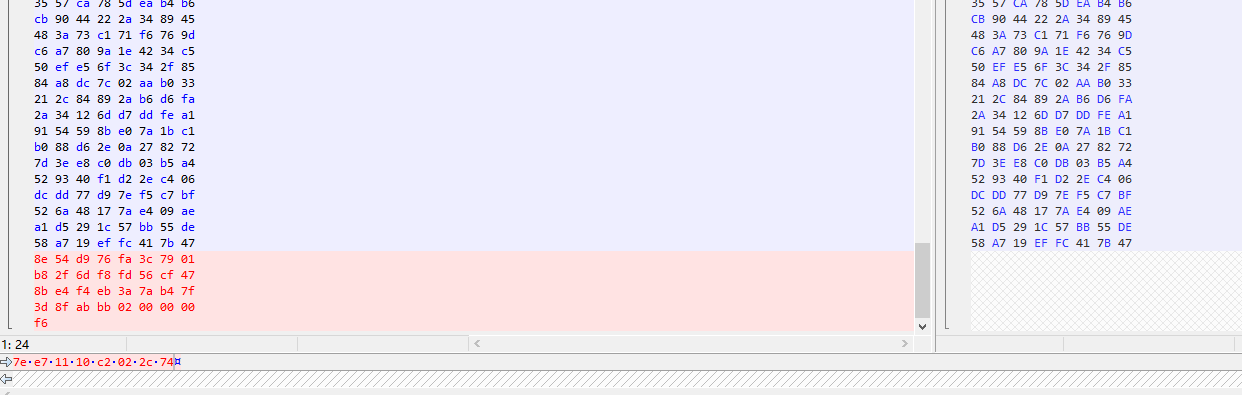 35 57 ca 78 5d ea b4 b6
cb 90 44 22 2a 34 89 45
48 3a 73 c1 71 f6 76 9d
c6 a7 80 9a 1e 42 34 c5
50 ef e5 6f 3c 34 2f 85
84 a8 dc 7c 02 aa b0 33
21 2c 84 89 2a b6 d6 fa
2a 34 12 6d d7 dd fe a1
91 54 59 8b e0 7a 1b c1
b0 88 d6 2e 0a 27 82 72
7d 3e e8 c0 db 03 b5 a4
52 93 40 f1 d2 2e c4 06
dc dd 77 d9 7e f5 c7 bf
52 6a 48 17 7a e4 09 ae
a1 d5 29 1c 57 bb 55 de
58 a7 19 ef fc 41 7b 47
8e 54 d9 76 fa 3c 79 01
b8 2f 6d f8 fd 56 cf 47
8b e4 f4 eb 3a 7a b4 7f
3d 8f ab bb 02 00 00 00
f6
35 57 CA 78 5D EA B4 B6
CB 90 44 22 2A 34 89 45
48 3A 73 C1 71 F6 76 9D
C6 A7 80 9A 1E 42 34 C5
50 EF E5 6F 3C 34 2F 85
84 A8 DC 7C 02 AA B0 33
21 2C 84 89 2A B6 D6 FA
2A 34 12 6D D7 DD FE A1
91 54 59 8B E0 7A 1B C1
B0 88 D6 2E 0A 27 82 72
7D 3E E8 C0 DB 03 B5 A4
52 93 40 F1 D2 2E C4 06
DC DD 77 D9 7E F5 C7 BF
52 6A 48 17 7A E4 09 AE
A1 D5 29 1C 57 BB 55 DE
58 A7 19 EF FC 41 7B 47
1: 24
7e·e7·11·10·c2·02·2c·74¤